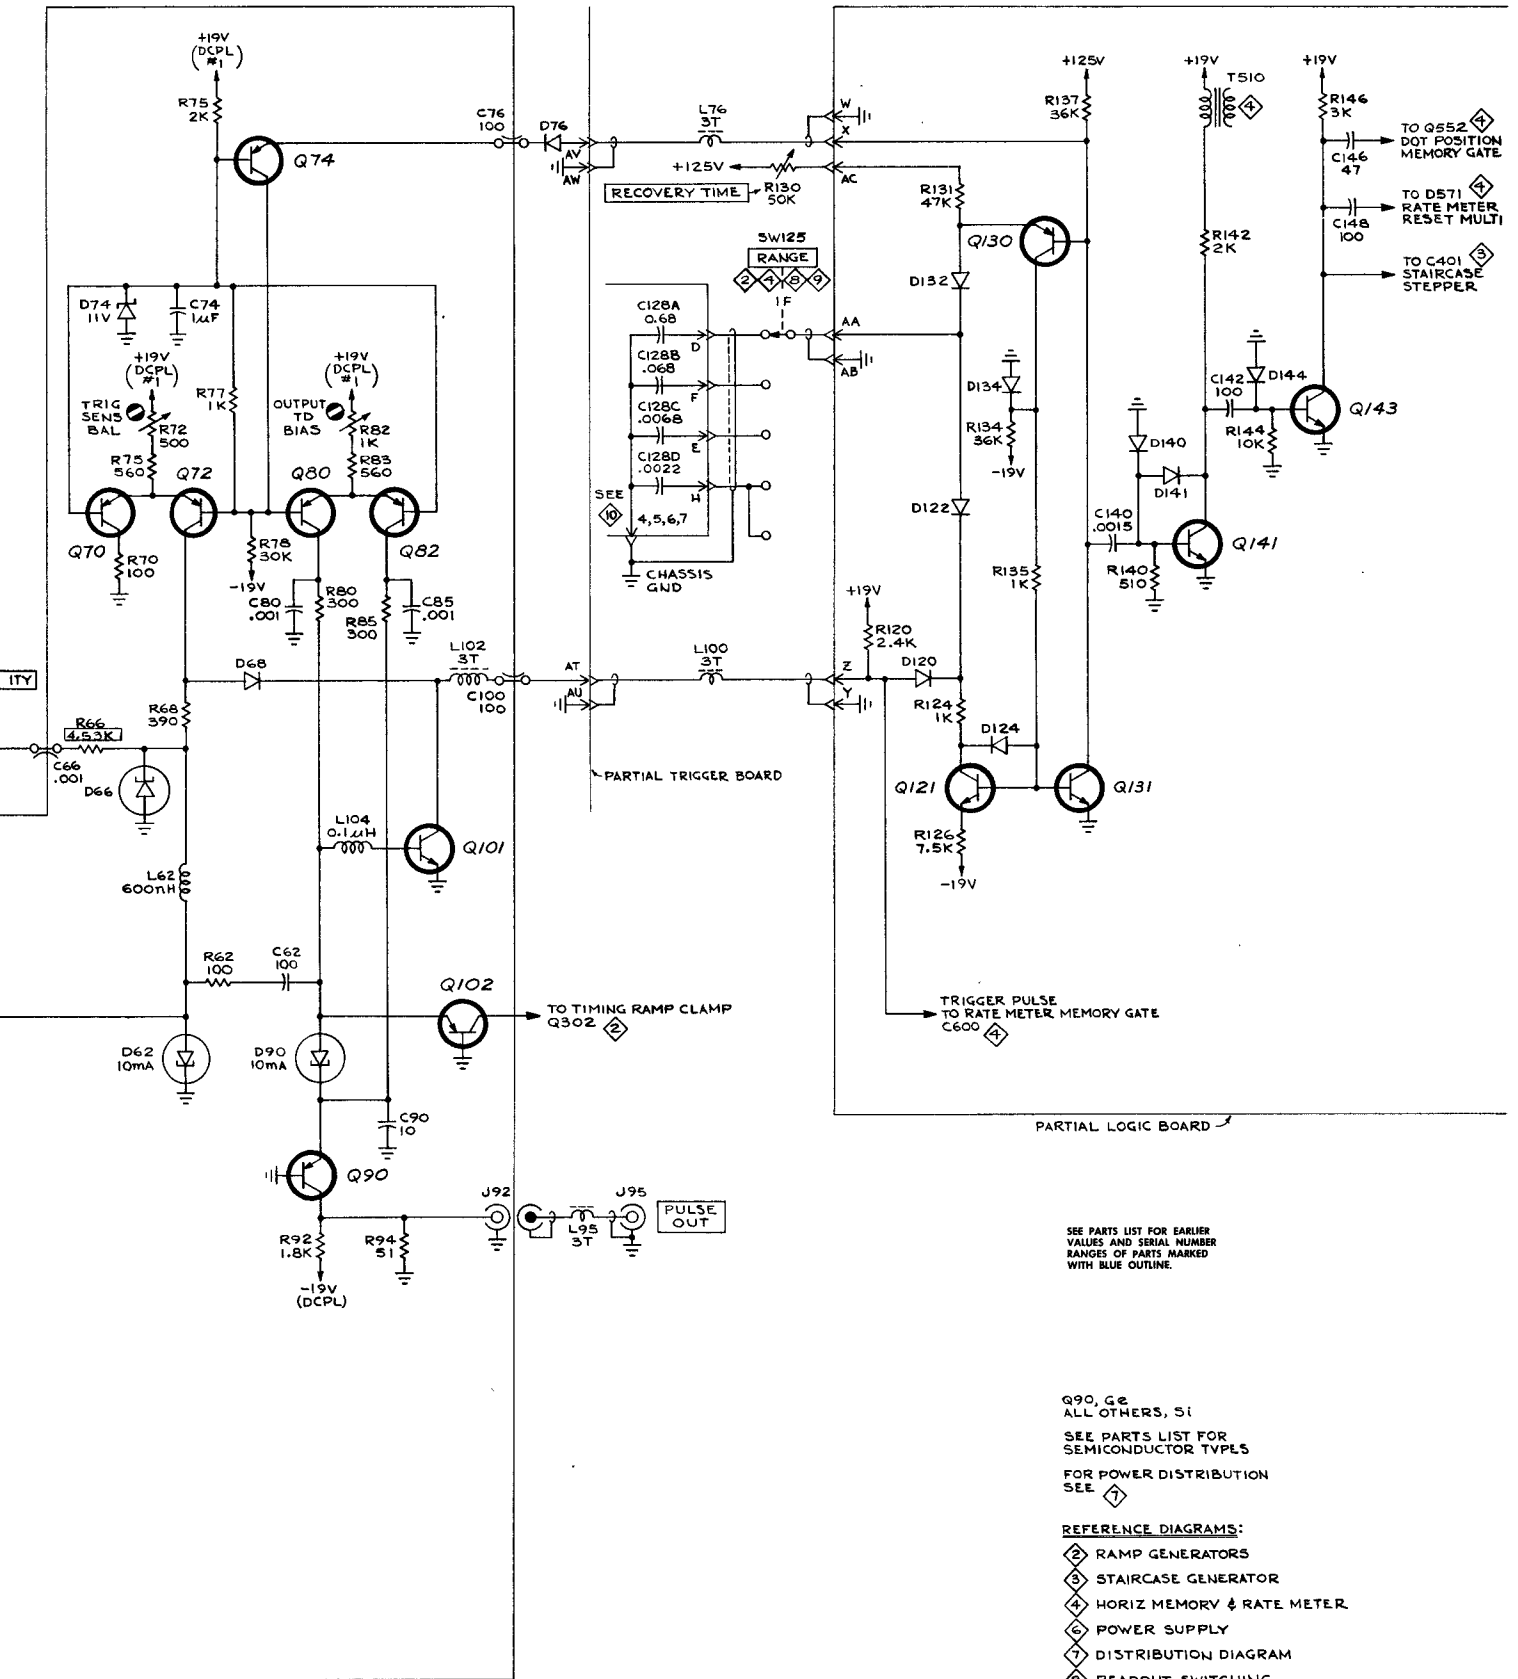 +19V
(DCPL
#1)
R75
2K
Q74
C76
100
D76
AV
AW
L76
3T
W
X
+125V
R130
50K
RECOVERY TIME
AC
+125V
R137
36K
+19V
T510
4
+19V
R146
3K
C146
47
TO Q552 4
DOT POSITION
MEMORY GATE
C148
100
TO D571 4
RATE METER
RESET MULTI
TO C401 3
STAIRCASE
STEPPER
R131
47K
Q130
R142
2K
D132
SW125
RANGE
2 4 8 9
1F
AA
AB
D74
11V
C74
1µF
+19V
(DCPL
#1)
+19V
(DCPL
#1)
R77
1K
TRIG
SENS
BAL
R72
500
OUTPUT
TD
BIAS
R82
1K
R75
560
R83
560
Q72
Q80
Q70
Q82
R70
100
R78
30K
-19V
C80
.001
R80
300
R85
300
C85
.001
C128A
0.68
D
C128B
.068
F
C128C
.0068
E
C128D
.0022
H
SEE
10
4,5,6,7
CHASSIS
GND
D134
R134
36K
-19V
D122
R135
1K
D140
D141
C140
.0015
R140
510
Q141
C142
100
D144
R144
10K
Q143
+19V
R120
2.4K
D120
Z
Y
R124
1K
D124
Q121
Q131
R126
7.5K
-19V
ITY
D68
L102
3T
C100
100
AT
AU
L100
3T
R68
390
R66
4.53K
C66
.001
D66
PARTIAL TRIGGER BOARD
L104
0.1µH
Q101
L62
600nH
R62
100
C62
100
Q102
TO TIMING RAMP CLAMP
Q302 2
TRIGGER PULSE
TO RATE METER MEMORY GATE
C600 4
D62
10mA
D90
10mA
C90
10
PARTIAL LOGIC BOARD
Q90
J92
J95
L95
3T
PULSE
OUT
R92
1.8K
R94
51
-19V
(DCPL)
SEE PARTS LIST FOR EARLIER
VALUES AND SERIAL NUMBER
RANGES OF PARTS MARKED
WITH BLUE OUTLINE.
Q90, Ge
ALL OTHERS, Si
SEE PARTS LIST FOR
SEMICONDUCTOR TYPES
FOR POWER DISTRIBUTION
SEE 7
REFERENCE DIAGRAMS:
2 RAMP GENERATORS
3 STAIRCASE GENERATOR
4 HORIZ MEMORY & RATE METER
6 POWER SUPPLY
7 DISTRIBUTION DIAGRAM
READOUT SWITCHING